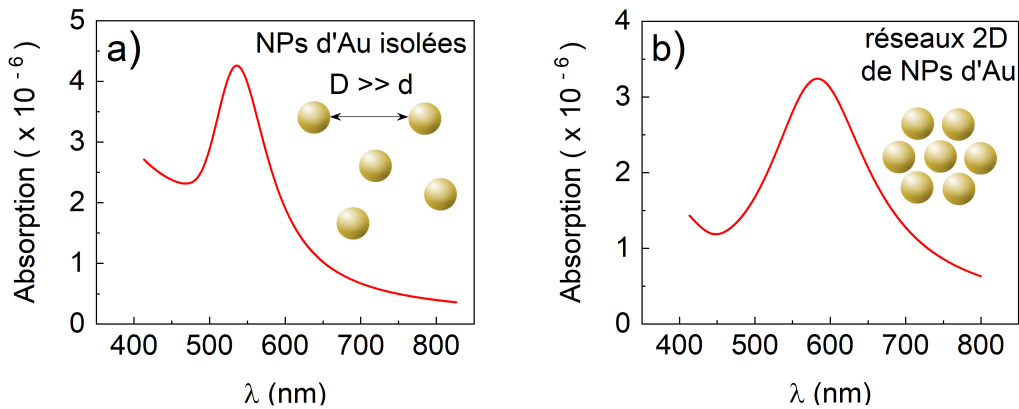 a)
NPs d'Au isolées
D >> d
Absorption ( x 10 ⁻ ⁶)
5
4
3
2
1
0
400 500 600 700 800
λ (nm)
b)
réseaux 2D
de NPs d'Au
Absorption ( x 10 ⁻ ⁶)
4
3
2
1
0
400 500 600 700 800
λ (nm)